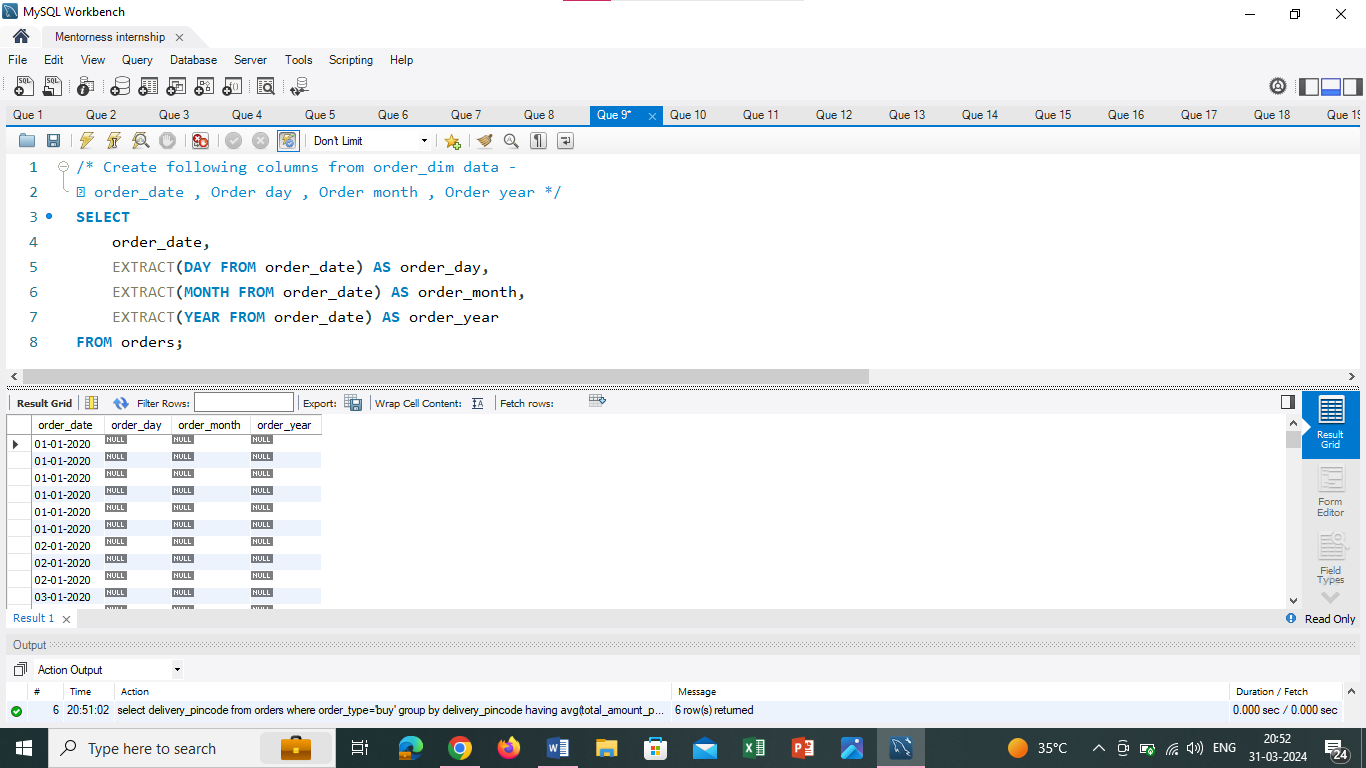 MySQL Workbench
Mentorness internship
File Edit View Query Database Server Tools Scripting Help
Que 1 Que 2 Que 3 Que 4 Que 5 Que 6 Que 7 Que 8 Que 9* Que 10 Que 11 Que 12 Que 13 Que 14 Que 15 Que 16 Que 17 Que 18 Que 19
Don't Limit
1 /* Create following columns from order_dim data -
2 order_date , Order day , Order month , Order year */
3 SELECT
4 order_date,
5 EXTRACT(DAY FROM order_date) AS order_day,
6 EXTRACT(MONTH FROM order_date) AS order_month,
7 EXTRACT(YEAR FROM order_date) AS order_year
8 FROM orders;
Result Grid Filter Rows: Export: Wrap Cell Content: Fetch rows:
order_date order_day order_month order_year
01-01-2020 NULL NULL NULL
01-01-2020 NULL NULL NULL
01-01-2020 NULL NULL NULL
01-01-2020 NULL NULL NULL
01-01-2020 NULL NULL NULL
01-01-2020 NULL NULL NULL
02-01-2020 NULL NULL NULL
02-01-2020 NULL NULL NULL
02-01-2020 NULL NULL NULL
03-01-2020 NULL NULL NULL
Result
Grid
Form
Editor
Field
Types
Result 1
Read Only
Output
Action Output
# Time Action Message Duration / Fetch
6 20:51:02 select delivery_pincode from orders where order_type='buy' group by delivery_pincode having avg(total_amount_p... 6 row(s) returned 0.000 sec / 0.000 sec
Type here to search
35°C
ENG
20:52
31-03-2024
24